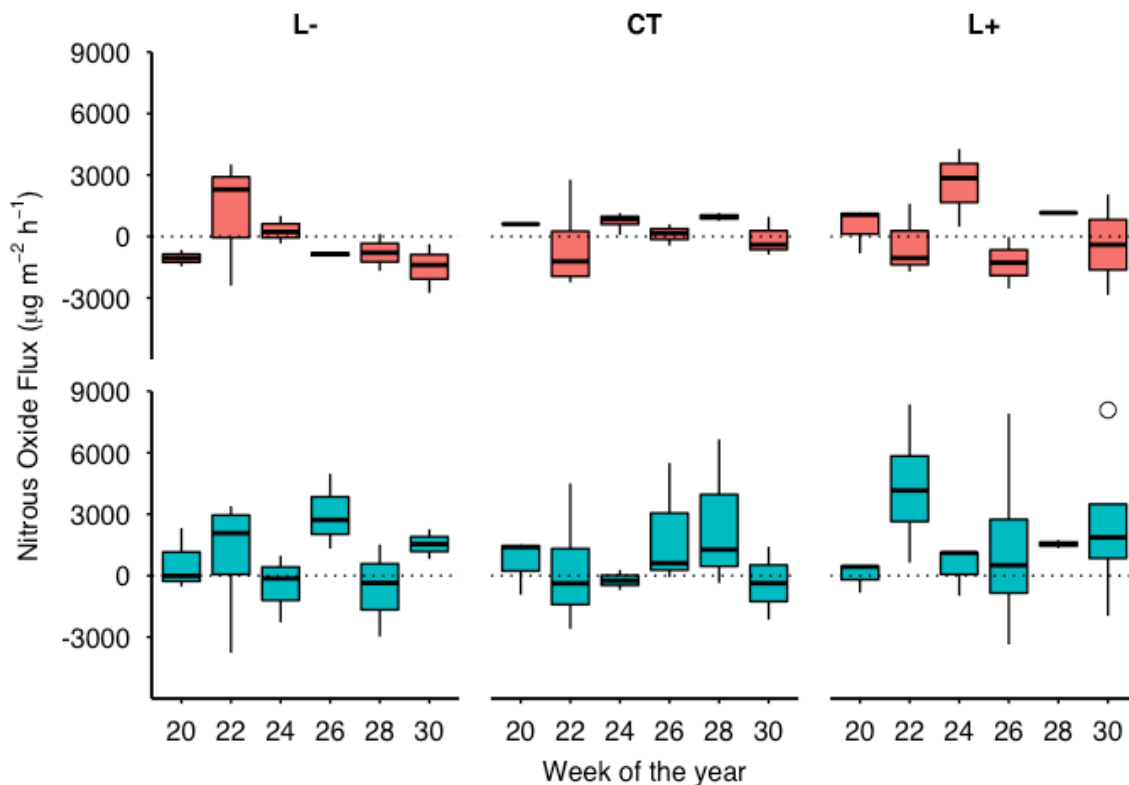 L- CT L+
Nitrous Oxide Flux (μg m⁻² h⁻¹)
9000
6000
3000
0
-3000
9000
6000
3000
0
-3000
20 22 24 26 28 30 20 22 24 26 28 30 20 22 24 26 28 30
Week of the year